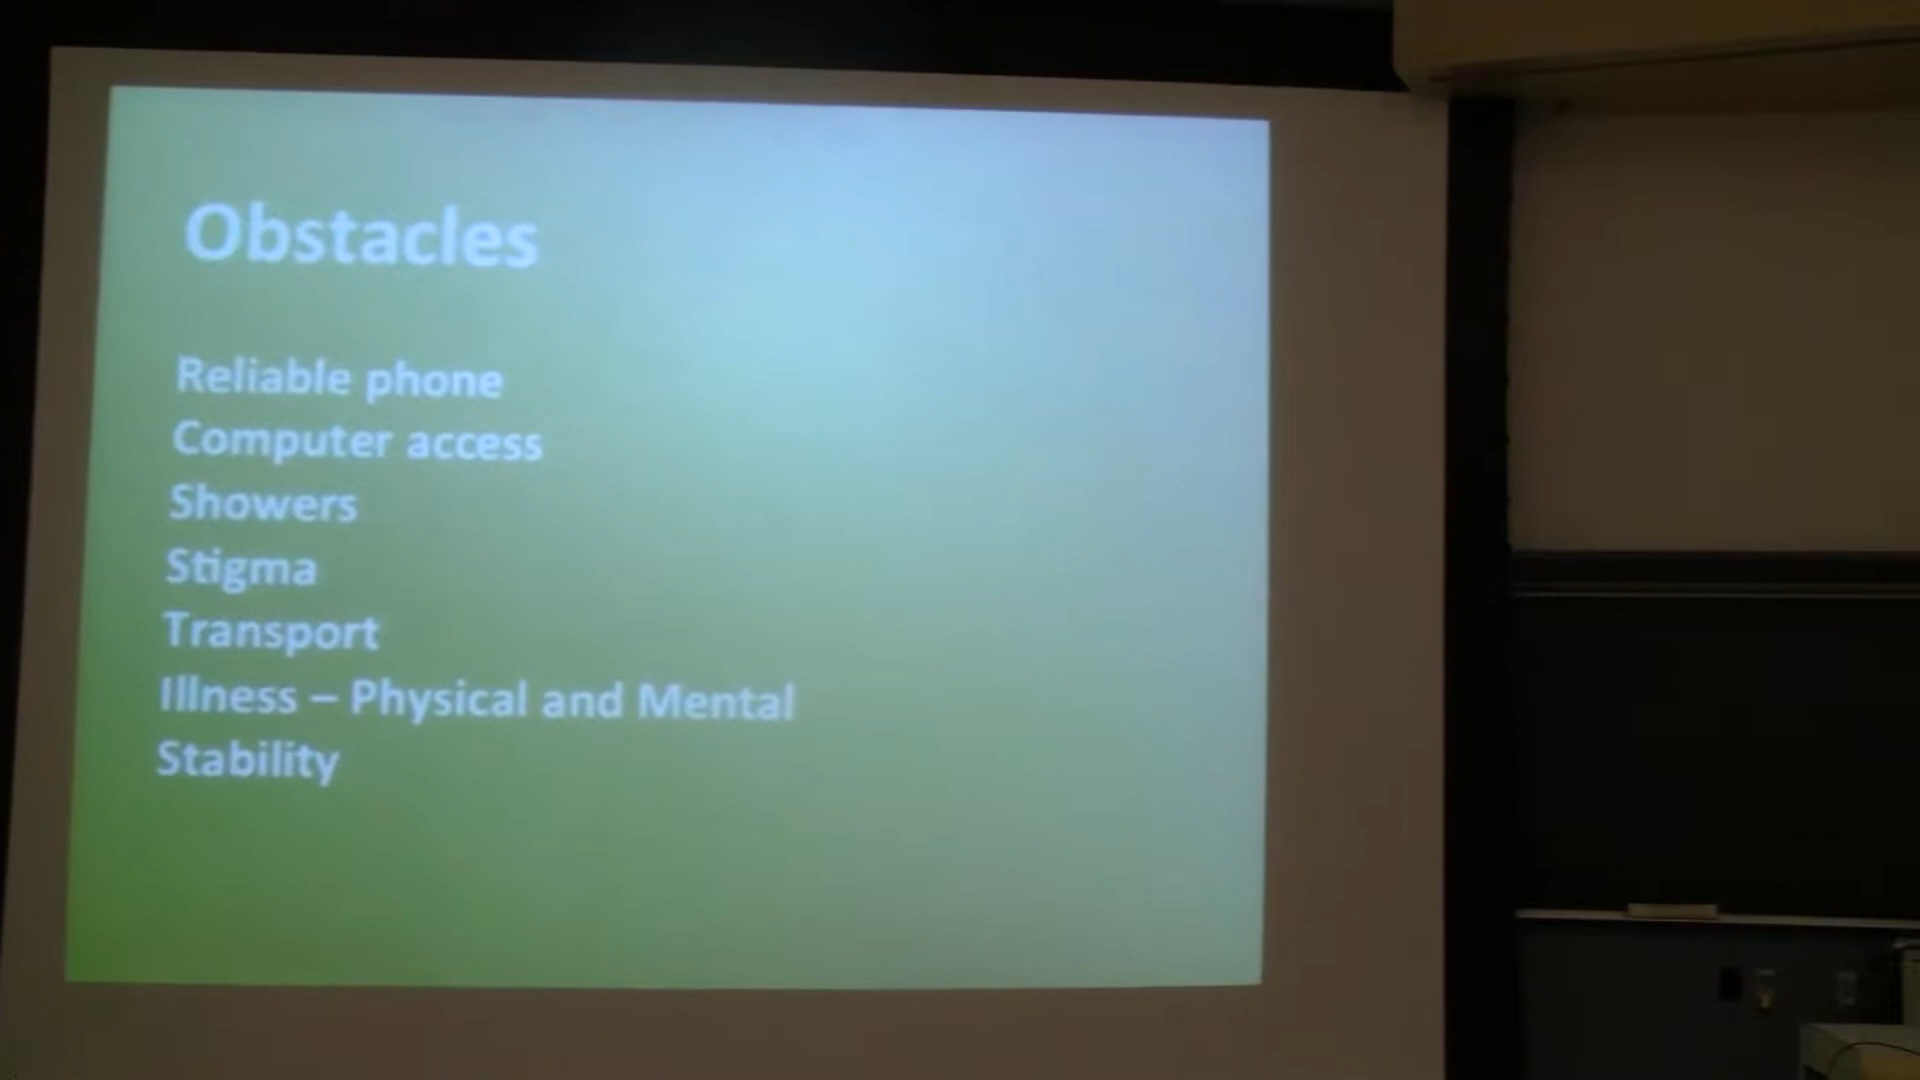 Obstacles
Reliable phone
Computer access
Showers
Stigma
Transport
Illness – Physical and Mental
Stability